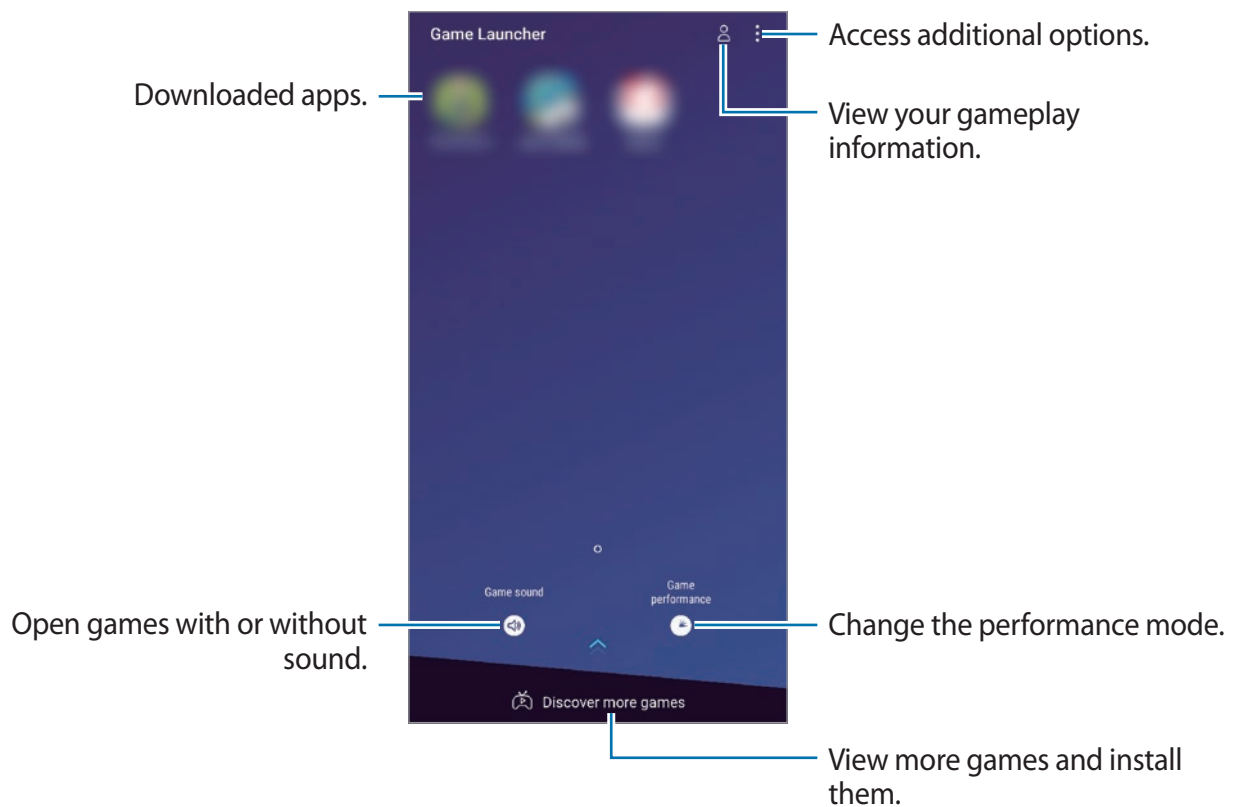 Game Launcher
Access additional options.
Downloaded apps.
View your gameplay
information.
Game sound
Game
performance
Open games with or without
sound.
Change the performance mode.
Discover more games
View more games and install
them.